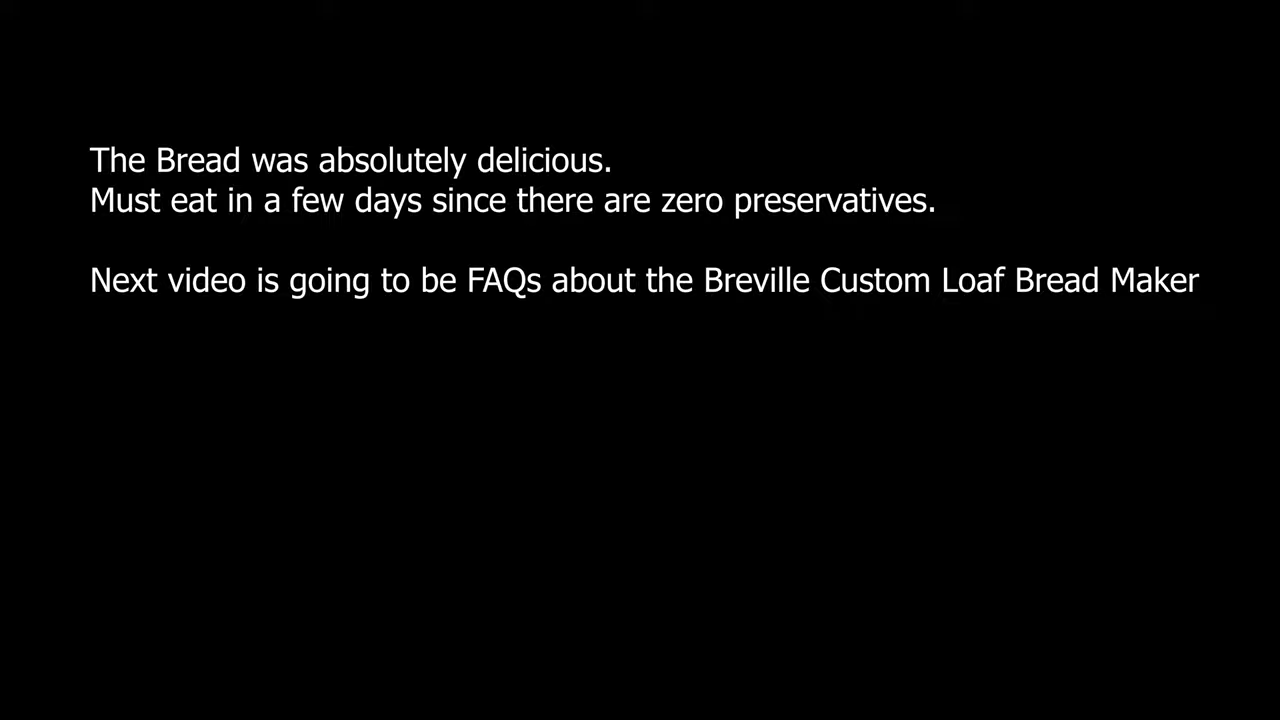 The Bread was absolutely delicious.
Must eat in a few days since there are zero preservatives.
Next video is going to be FAQs about the Breville Custom Loaf Bread Maker